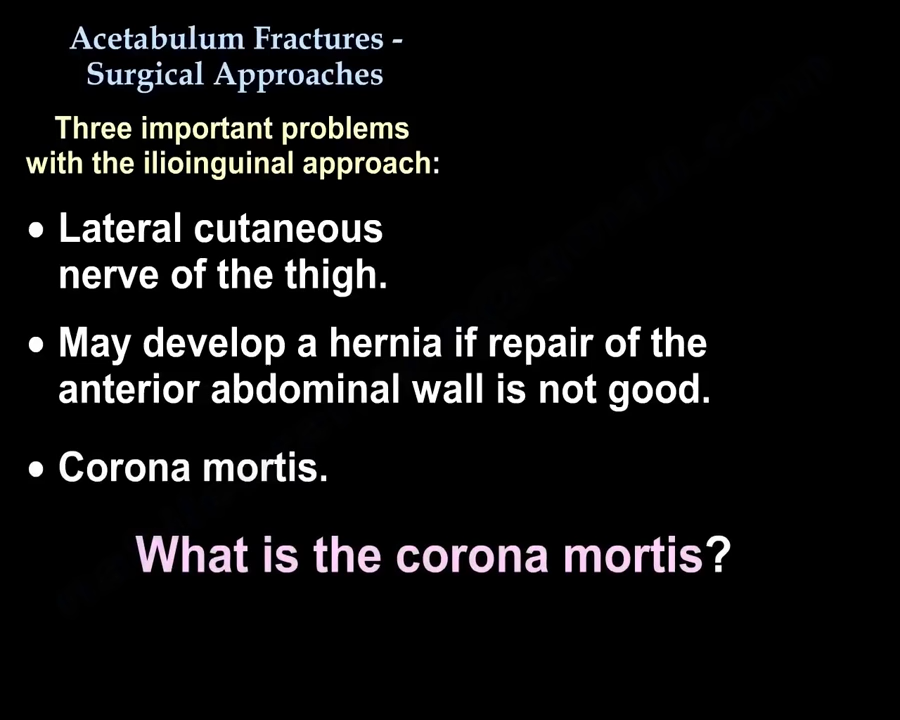 Acetabulum Fractures -
Surgical Approaches
Three important problems
with the ilioinguinal approach:
• Lateral cutaneous
nerve of the thigh.
• May develop a hernia if repair of the
anterior abdominal wall is not good.
• Corona mortis.
What is the corona mortis?